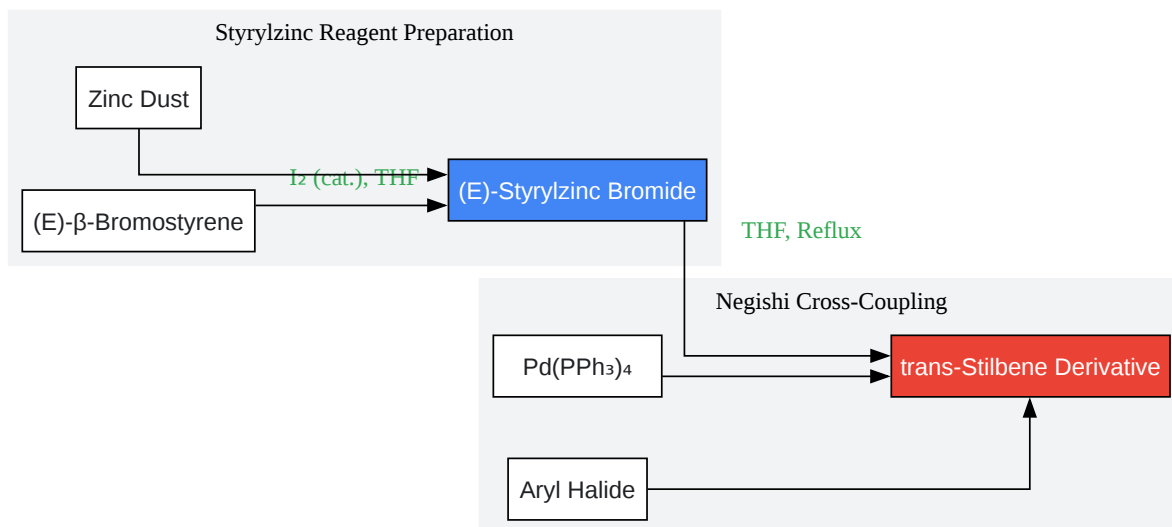 Styrylzinc Reagent Preparation
Zinc Dust
I₂ (cat.), THF
(E)-Styrylzinc Bromide
(E)-β-Bromostyrene
THF, Reflux
Negishi Cross-Coupling
Pd(PPh₃)₄
trans-Stilbene Derivative
Aryl Halide